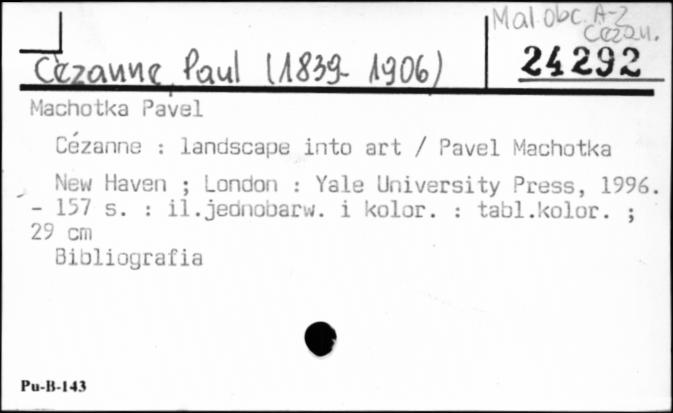 Mal.obc. A-Z
Cezan.
24292
Cezanne, Paul (1839- 1906)
Machotka Pavel
Cézanne : landscape into art / Pavel Machotka
New Haven ; London : Yale University Press, 1996.
- 157 s. : il.jednobarw. i kolor. : tabl.kolor. ;
29 cm
Bibliografia
Pu-B-143